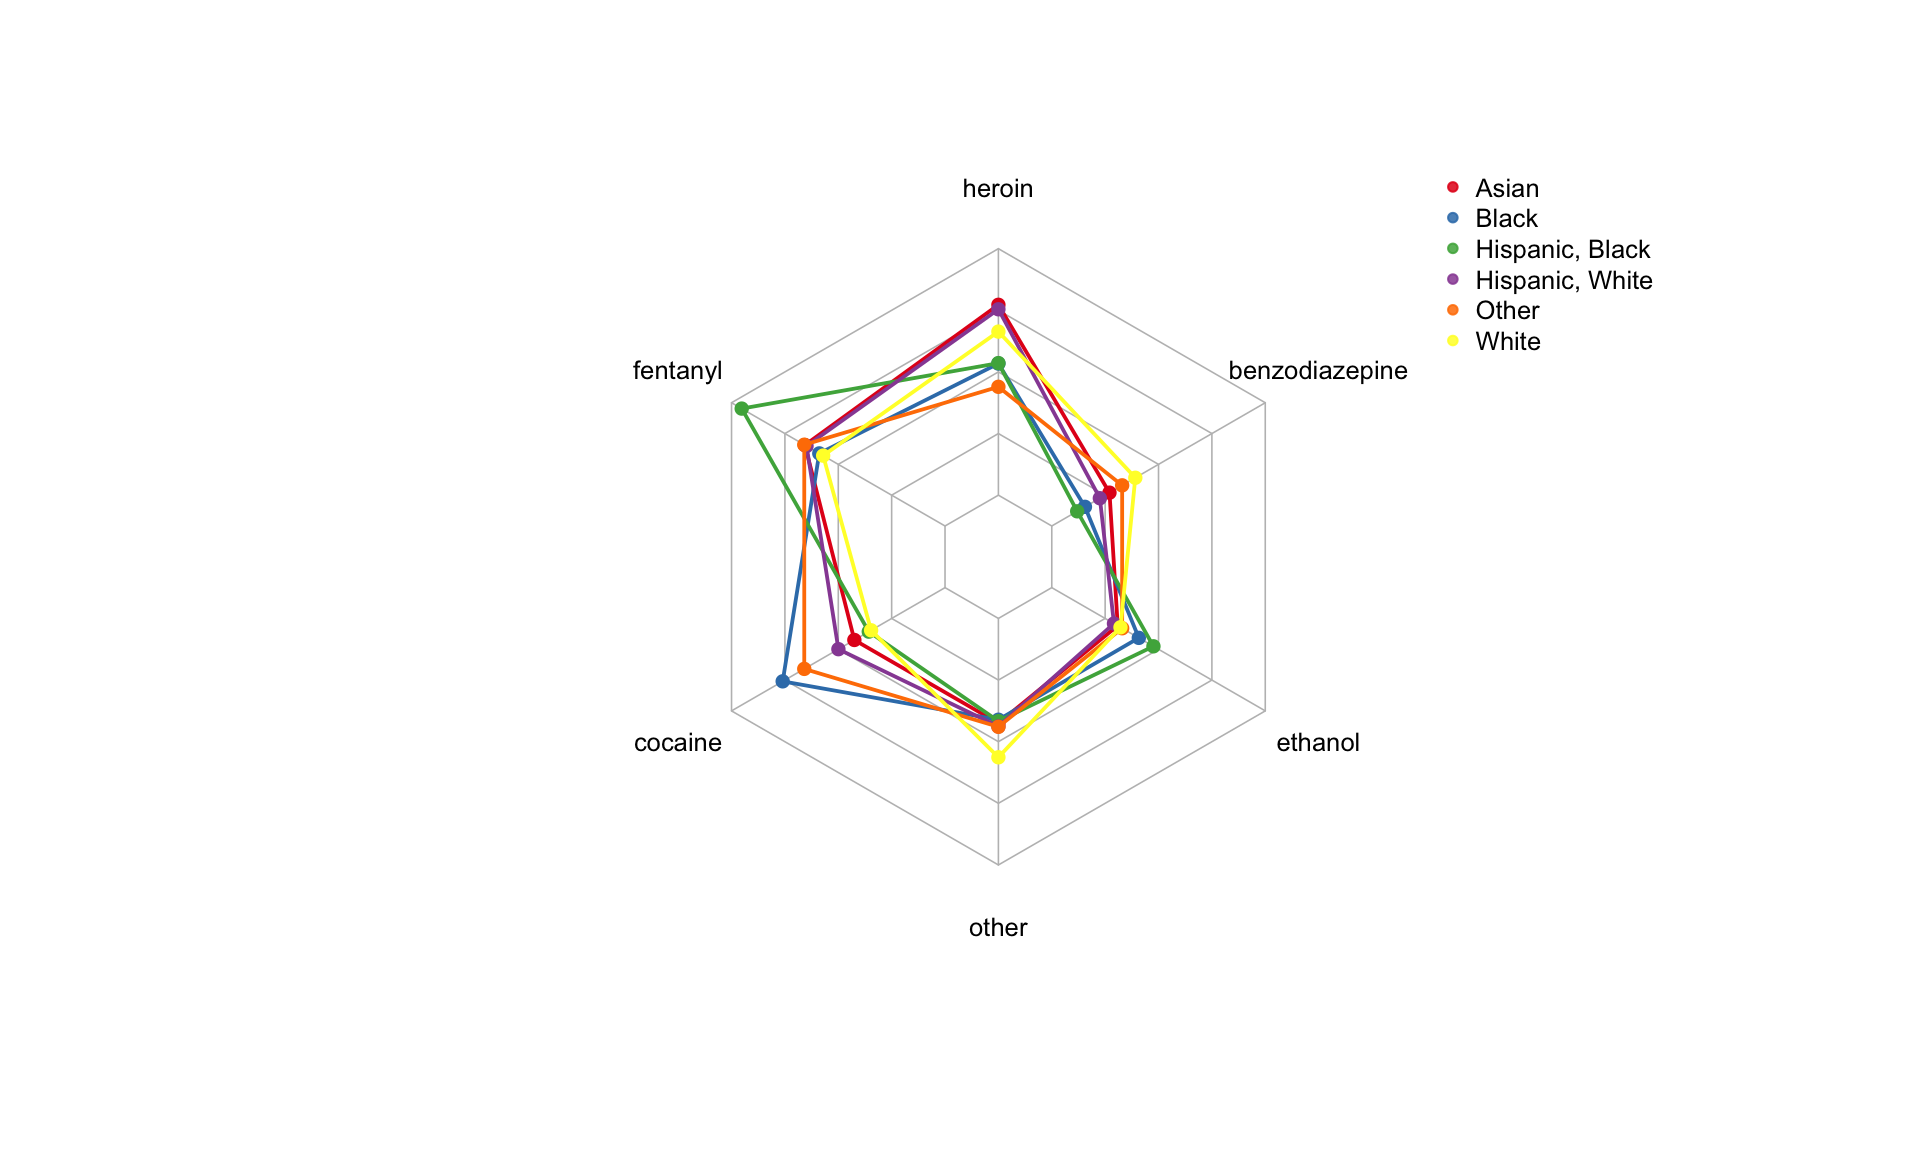 heroin
Asian
Black
Hispanic, Black
Hispanic, White
Other
White
fentanyl
benzodiazepine
cocaine
ethanol
other